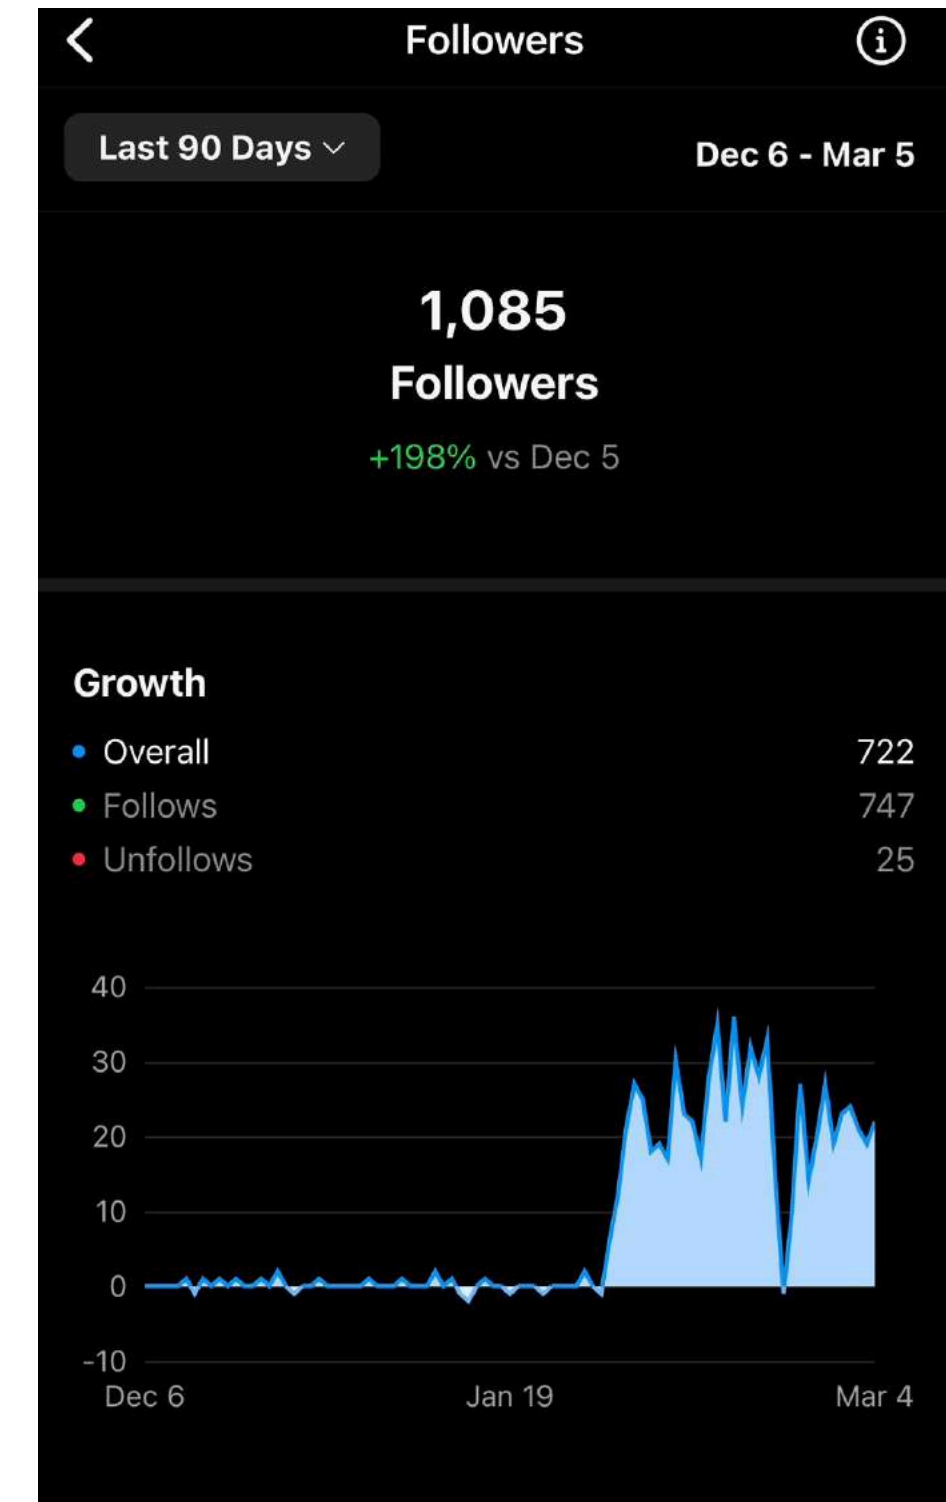 Followers
Last 90 Days
Dec 6 - Mar 5
1,085
Followers
+198% vs Dec 5
Growth
Overall 722
Follows 747
Unfollows 25
40
30
20
10
0
-10
Dec 6 Jan 19 Mar 4